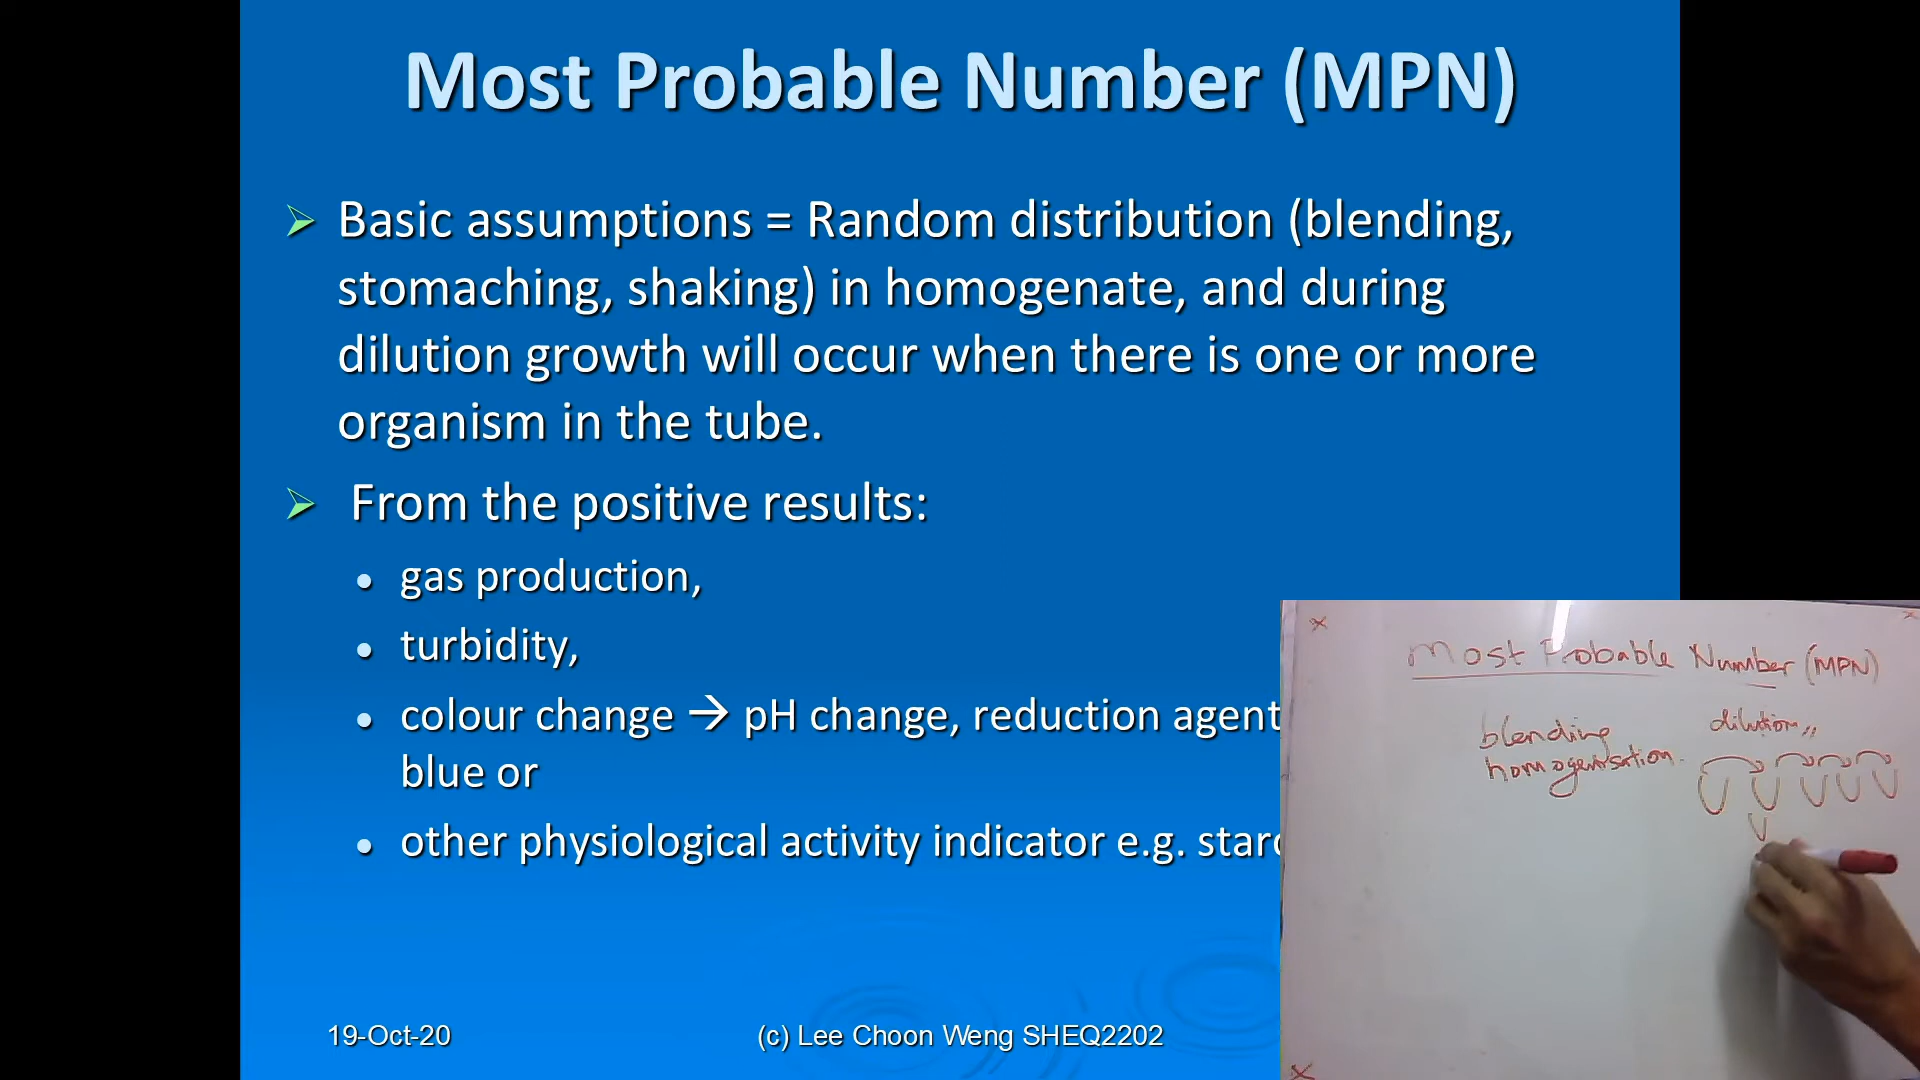 Most Probable Number (MPN)
Basic assumptions = Random distribution (blending,
stomaching, shaking) in homogenate, and during
dilution growth will occur when there is one or more
organism in the tube.
From the positive results:
gas production,
turbidity,
colour change → pH change, reduction agent
blue or
other physiological activity indicator e.g.
19-Oct-20
(c) Lee Choon Weng SHEQ2202
Most Probable Number (MPN)
blending
homogenisation.
dilution,,